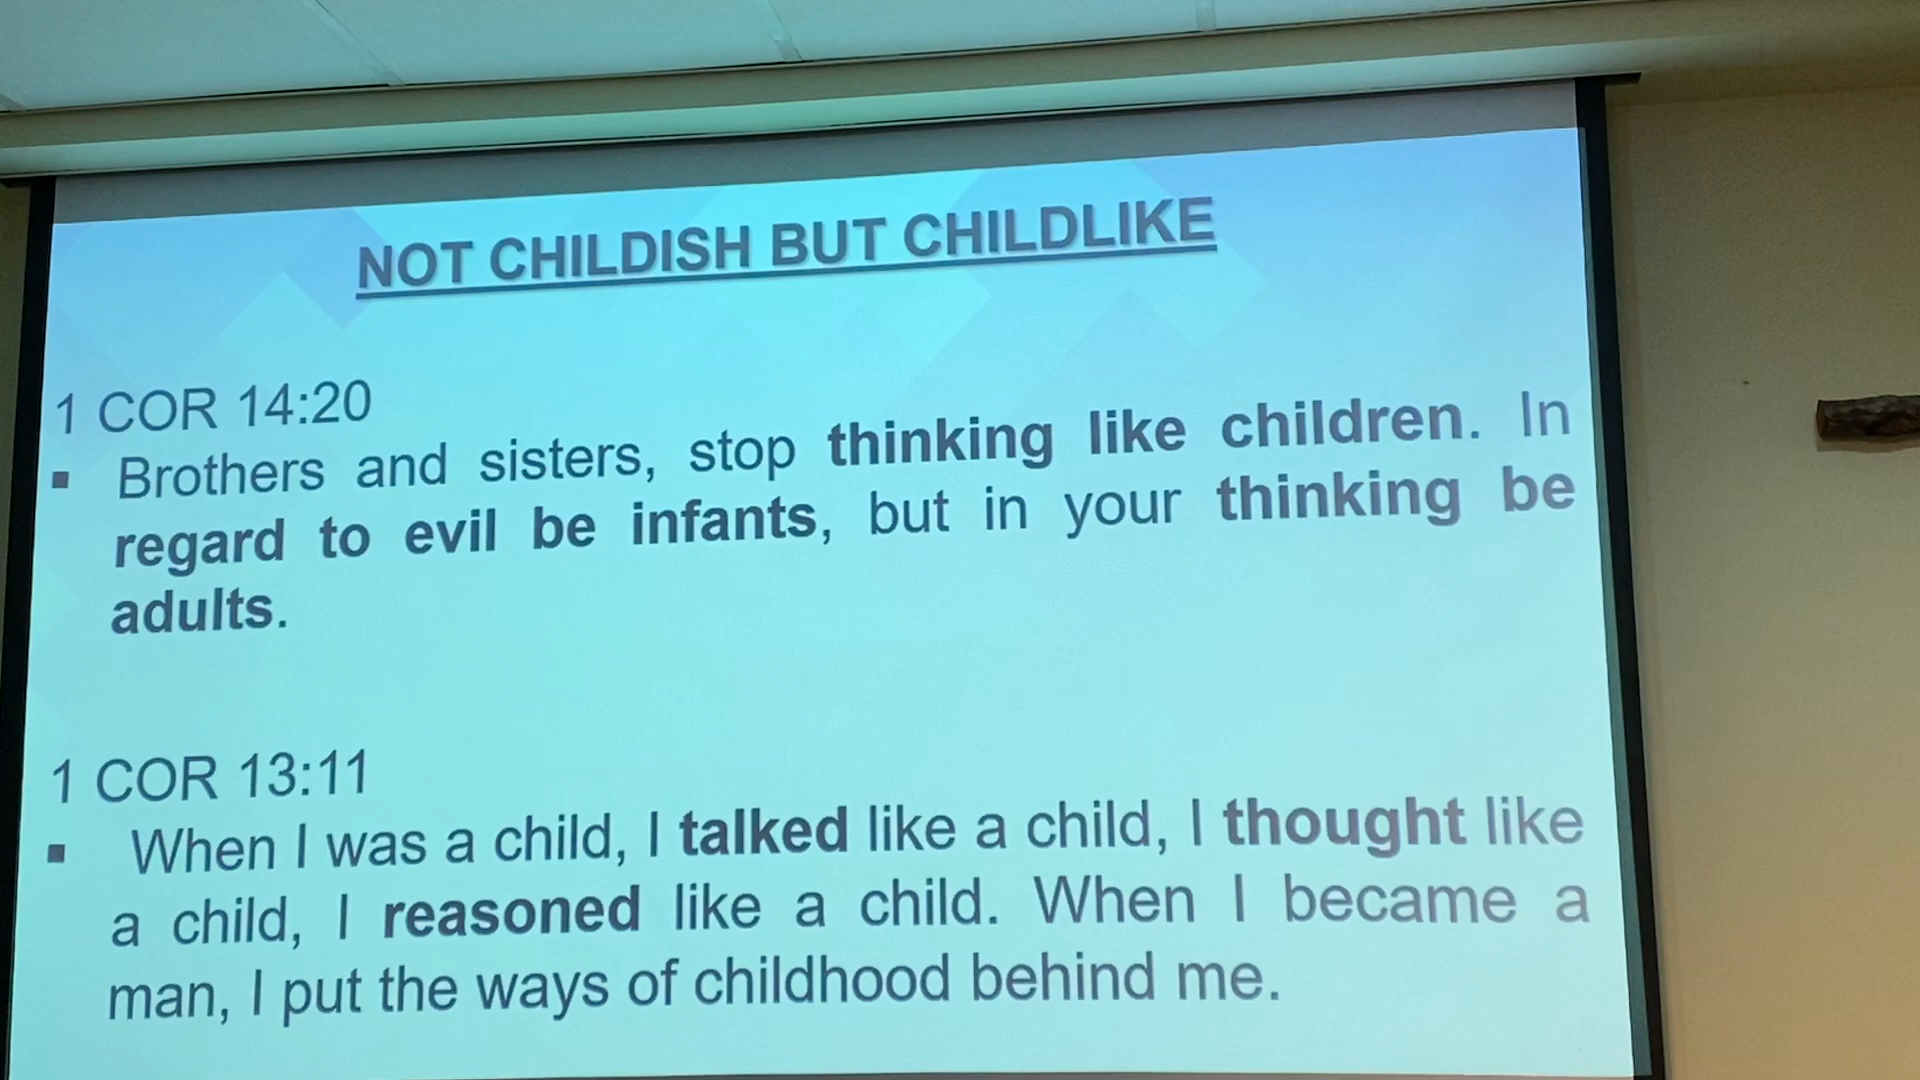 NOT CHILDISH BUT CHILDLIKE
1 COR 14:20
▪ Brothers and sisters, stop thinking like children. In
regard to evil be infants, but in your thinking be
adults.
1 COR 13:11
▪ When I was a child, I talked like a child, I thought like
a child, I reasoned like a child. When I became a
man, I put the ways of childhood behind me.